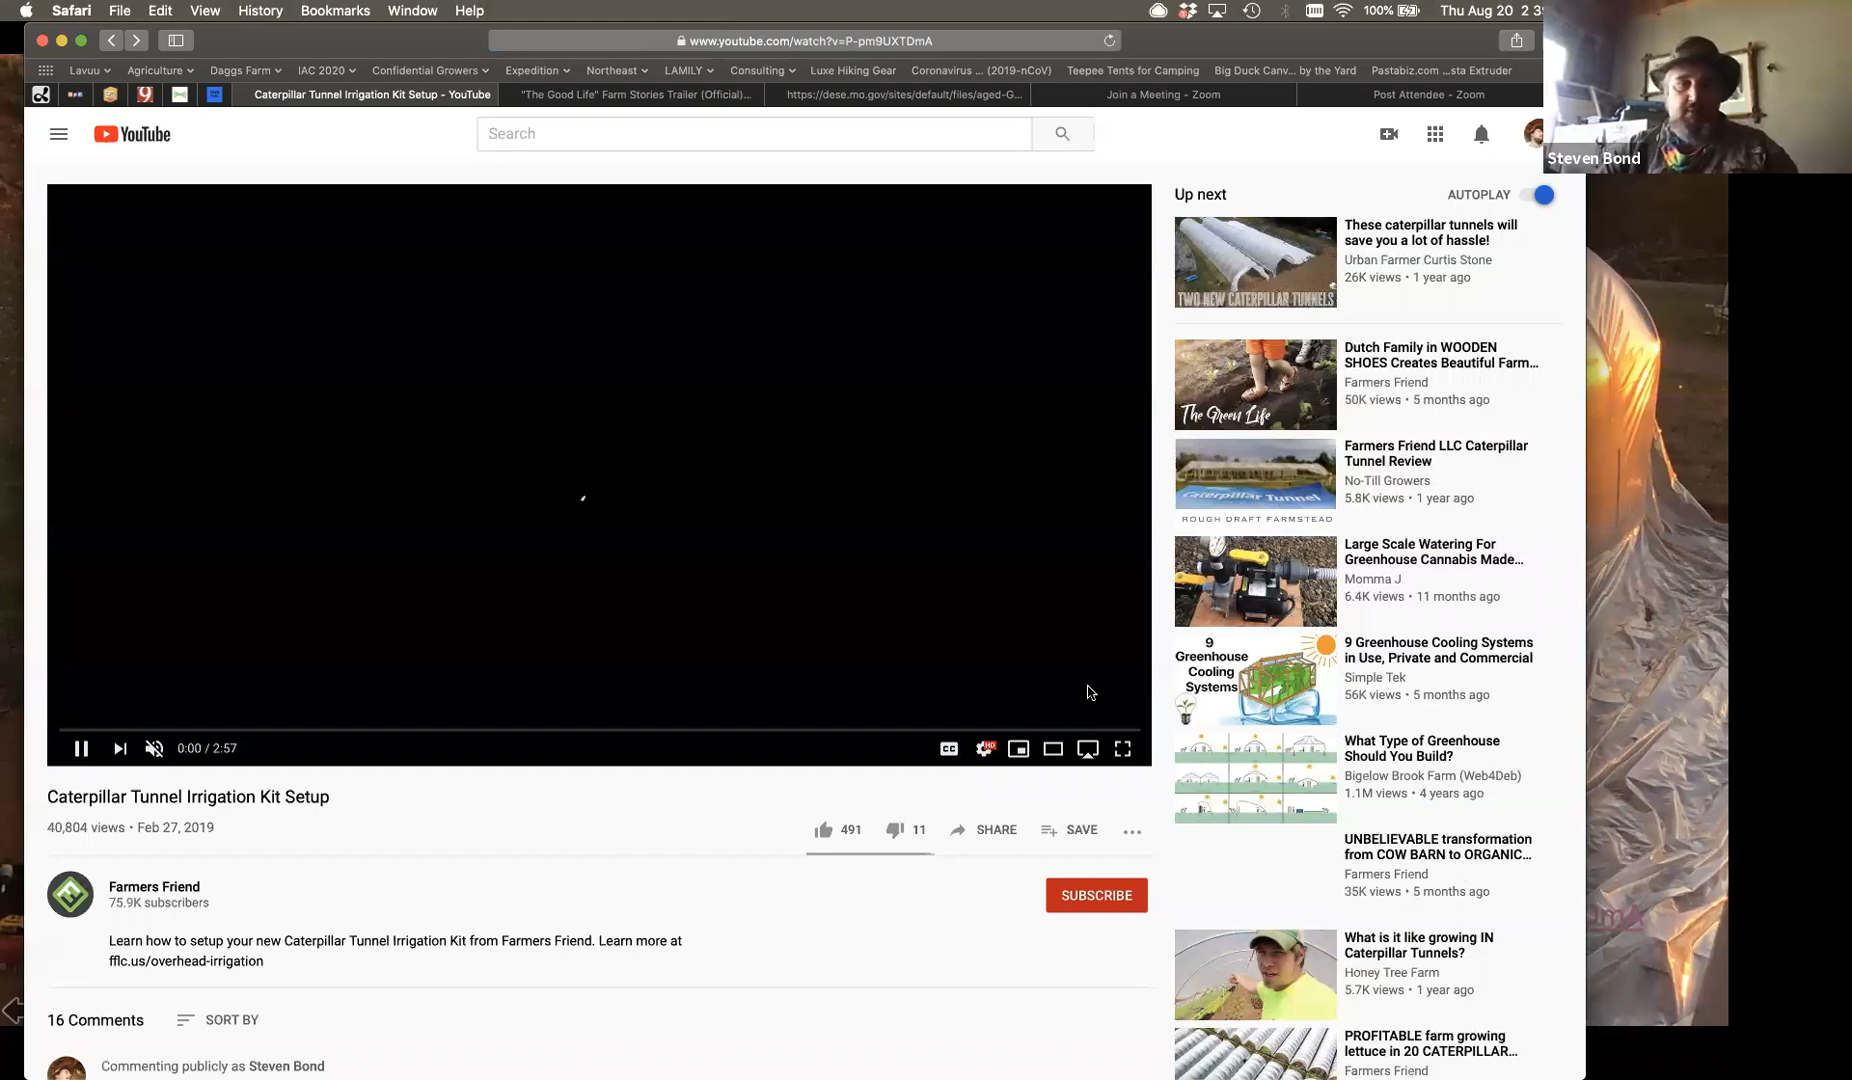 Safari File Edit View History Bookmarks Window Help 100% Thu Aug 20 2
www.youtube.com/watch?v=P-pm9UXTDmA
Lavuu Agriculture Daggs Farm IAC 2020 Confidential Growers Expedition Northeast LAMILY Consulting Luxe Hiking Gear Coronavirus ... (2019-nCoV) Teepee Tents for Camping Big Duck Canv... by the Yard Pastabiz.com ...sta Extruder
Caterpillar Tunnel Irrigation Kit Setup - YouTube "The Good Life" Farm Stories Trailer (Official)... https://dese.mo.gov/sites/default/files/aged-G... Join a Meeting - Zoom Post Attendee - Zoom
YouTube
Search
Steven Bond
Up next AUTOPLAY
These caterpillar tunnels will
save you a lot of hassle!
Urban Farmer Curtis Stone
26K views • 1 year ago
TWO NEW CATERPILLAR TUNNELS
Dutch Family in WOODEN
SHOES Creates Beautiful Farm...
Farmers Friend
50K views • 5 months ago
The Green Life
Farmers Friend LLC Caterpillar
Tunnel Review
No-Till Growers
5.8K views • 1 year ago
Caterpillar Tunnel
ROUGH DRAFT FARMSTEAD
Large Scale Watering For
Greenhouse Cannabis Made...
Momma J
6.4K views • 11 months ago
9
Greenhouse
Cooling
Systems
9 Greenhouse Cooling Systems
in Use, Private and Commercial
Simple Tek
56K views • 5 months ago
What Type of Greenhouse
Should You Build?
Bigelow Brook Farm (Web4Deb)
1.1M views • 4 years ago
UNBELIEVABLE transformation
from COW BARN to ORGANIC...
Farmers Friend
35K views • 5 months ago
What is it like growing IN
Caterpillar Tunnels?
Honey Tree Farm
5.7K views • 1 year ago
PROFITABLE farm growing
lettuce in 20 CATERPILLAR...
Farmers Friend
0:00 / 2:57
CC HD
Caterpillar Tunnel Irrigation Kit Setup
40,804 views • Feb 27, 2019
491 11 SHARE SAVE
Farmers Friend
75.9K subscribers
SUBSCRIBE
Learn how to setup your new Caterpillar Tunnel Irrigation Kit from Farmers Friend. Learn more at
fflc.us/overhead-irrigation
16 Comments SORT BY
Commenting publicly as Steven Bond